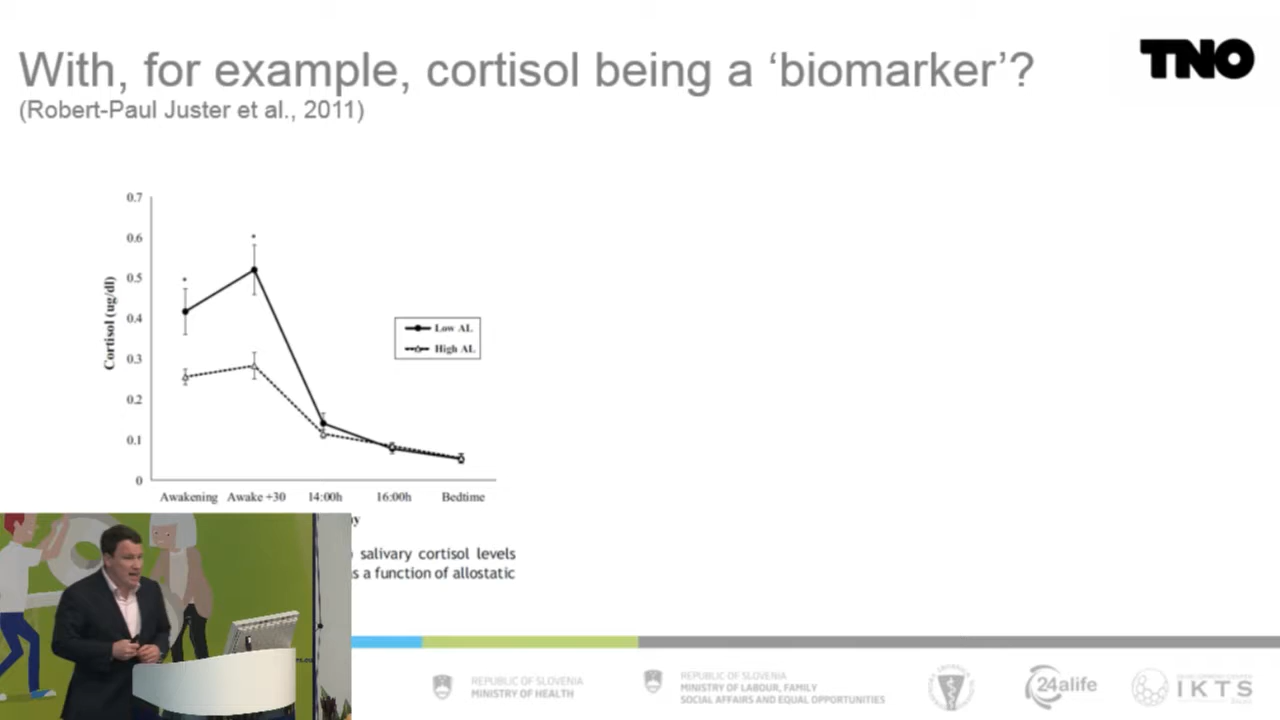 With, for example, cortisol being a ‘biomarker’?
(Robert-Paul Juster et al., 2011)
TNO
0.7
0.6
0.5
0.4
0.3
0.2
0.1
0
Cortisol (ug/dl)
*
*
Low AL
High AL
Awakening Awake +30 14:00h 16:00h Bedtime
salivary cortisol levels
s a function of allostatic
REPUBLIC OF SLOVENIA
MINISTRY OF HEALTH
REPUBLIC OF SLOVENIA
MINISTRY OF LABOUR, FAMILY
SOCIAL AFFAIRS AND EQUAL OPPORTUNITIES
24alife
IKTS